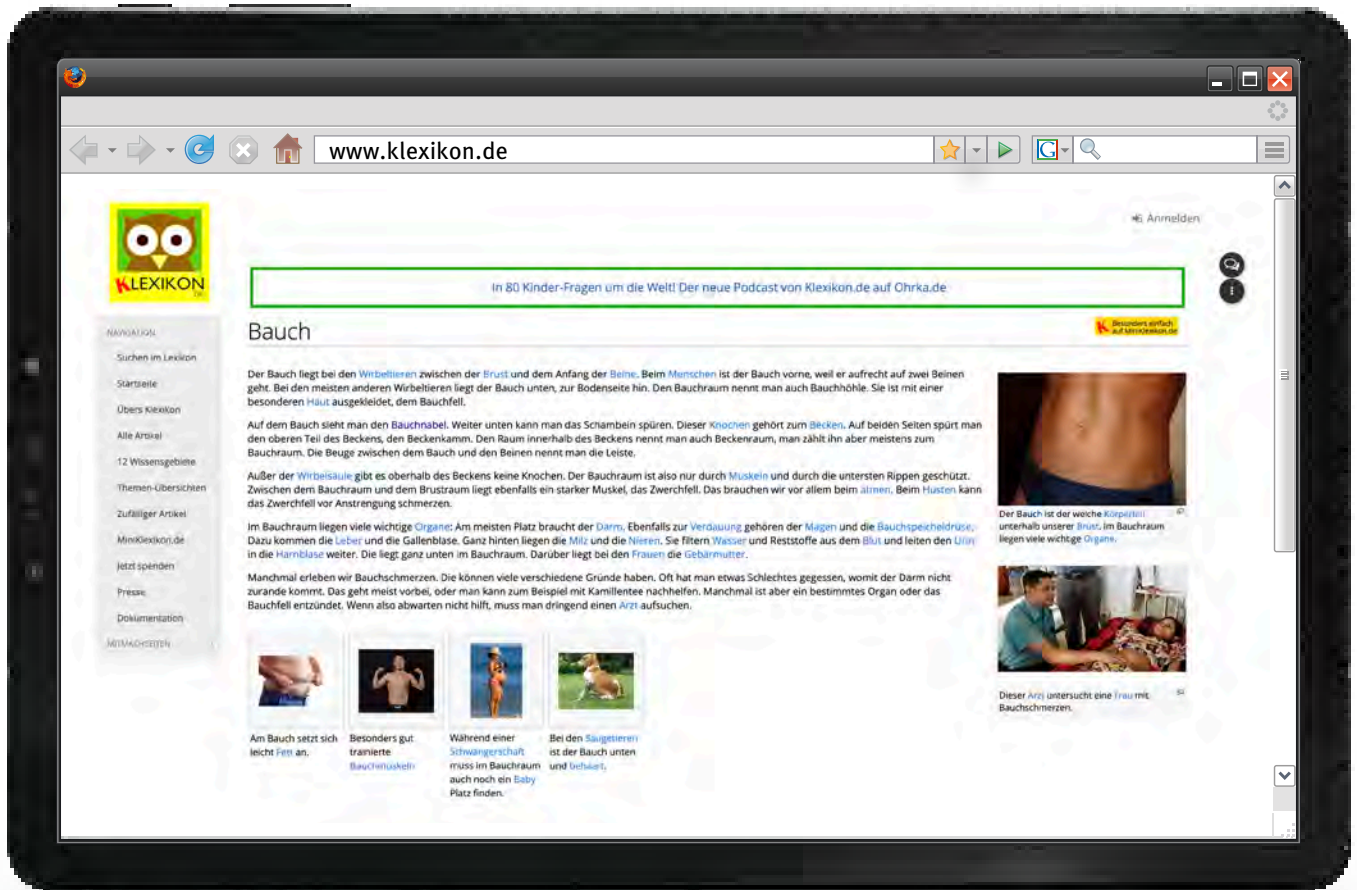 www.klexikon.de
Anmelden
KLEXIKON
In 80 Kinder-Fragen um die Welt! Der neue Podcast von Klexikon.de auf Ohrka.de
NAVIGATION
Suchen im Lexikon
Startseite
Übers Klexikon
Alle Artikel
12 Wissensgebiete
Themen-Übersichten
Zufälliger Artikel
MiniKlexikon.de
Jetzt spenden
Presse
Dokumentation
MITMACHSEITEN
Bauch
K Besonders einfach
auf MiniKlexikon.de
Der Bauch liegt bei den Wirbeltieren zwischen der Brust und dem Anfang der Beine. Beim Menschen ist der Bauch vorne, weil er aufrecht auf zwei Beinen
geht. Bei den meisten anderen Wirbeltieren liegt der Bauch unten, zur Bodenseite hin. Den Bauchraum nennt man auch Bauchhöhle. Sie ist mit einer
besonderen Haut ausgekleidet, dem Bauchfell.
Auf dem Bauch sieht man den Bauchnabel. Weiter unten kann man das Schambein spüren. Dieser Knochen gehört zum Becken. Auf beiden Seiten spürt man
den oberen Teil des Beckens, den Beckenkamm. Den Raum innerhalb des Beckens nennt man auch Beckenraum, man zählt ihn aber meistens zum
Bauchraum. Die Beuge zwischen dem Bauch und den Beinen nennt man die Leiste.
Außer der Wirbelsäule gibt es oberhalb des Beckens keine Knochen. Der Bauchraum ist also nur durch Muskeln und durch die untersten Rippen geschützt.
Zwischen dem Bauchraum und dem Brustraum liegt ebenfalls ein starker Muskel, das Zwerchfell. Das brauchen wir vor allem beim atmen. Beim Husten kann
das Zwerchfell vor Anstrengung schmerzen.
Im Bauchraum liegen viele wichtige Organe: Am meisten Platz braucht der Darm. Ebenfalls zur Verdauung gehören der Magen und die Bauchspeicheldrüse.
Dazu kommen die Leber und die Gallenblase. Ganz hinten liegen die Milz und die Nieren. Sie filtern Wasser und Reststoffe aus dem Blut und leiten den Urin
in die Harnblase weiter. Die liegt ganz unten im Bauchraum. Darüber liegt bei den Frauen die Gebärmutter.
Manchmal erleben wir Bauchschmerzen. Die können viele verschiedene Gründe haben. Oft hat man etwas Schlechtes gegessen, womit der Darm nicht
zurande kommt. Das geht meist vorbei, oder man kann zum Beispiel mit Kamillentee nachhelfen. Manchmal ist aber ein bestimmtes Organ oder das
Bauchfell entzündet. Wenn also abwarten nicht hilft, muss man dringend einen Arzt aufsuchen.
Der Bauch ist der weiche Körperteil
unterhalb unserer Brust. Im Bauchraum
liegen viele wichtige Organe.
Dieser Arzt untersucht eine Frau mit
Bauchschmerzen.
Am Bauch setzt sich
leicht Fett an.
Besonders gut
trainierte
Bauchmuskeln
Während einer
Schwangerschaft
muss im Bauchraum
auch noch ein Baby
Platz finden.
Bei den Säugetieren
ist der Bauch unten
und behaart.